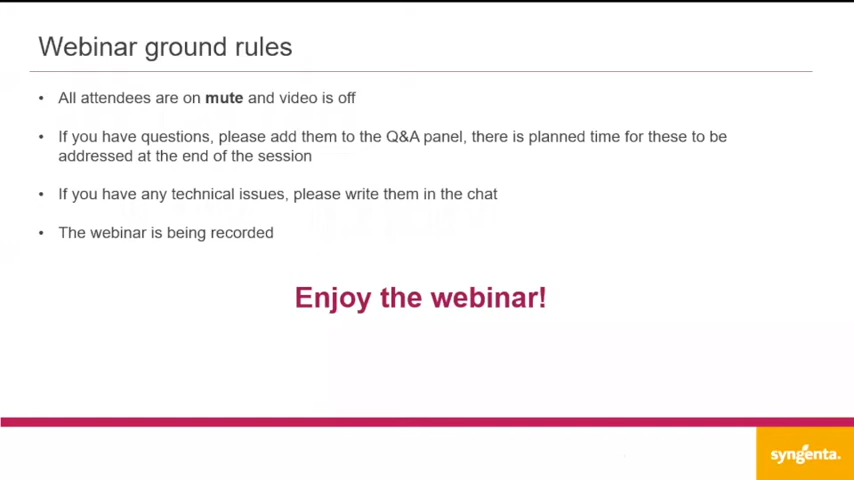 Webinar ground rules
• All attendees are on mute and video is off
• If you have questions, please add them to the Q&A panel, there is planned time for these to be
addressed at the end of the session
• If you have any technical issues, please write them in the chat
• The webinar is being recorded
Enjoy the webinar!
syngenta.